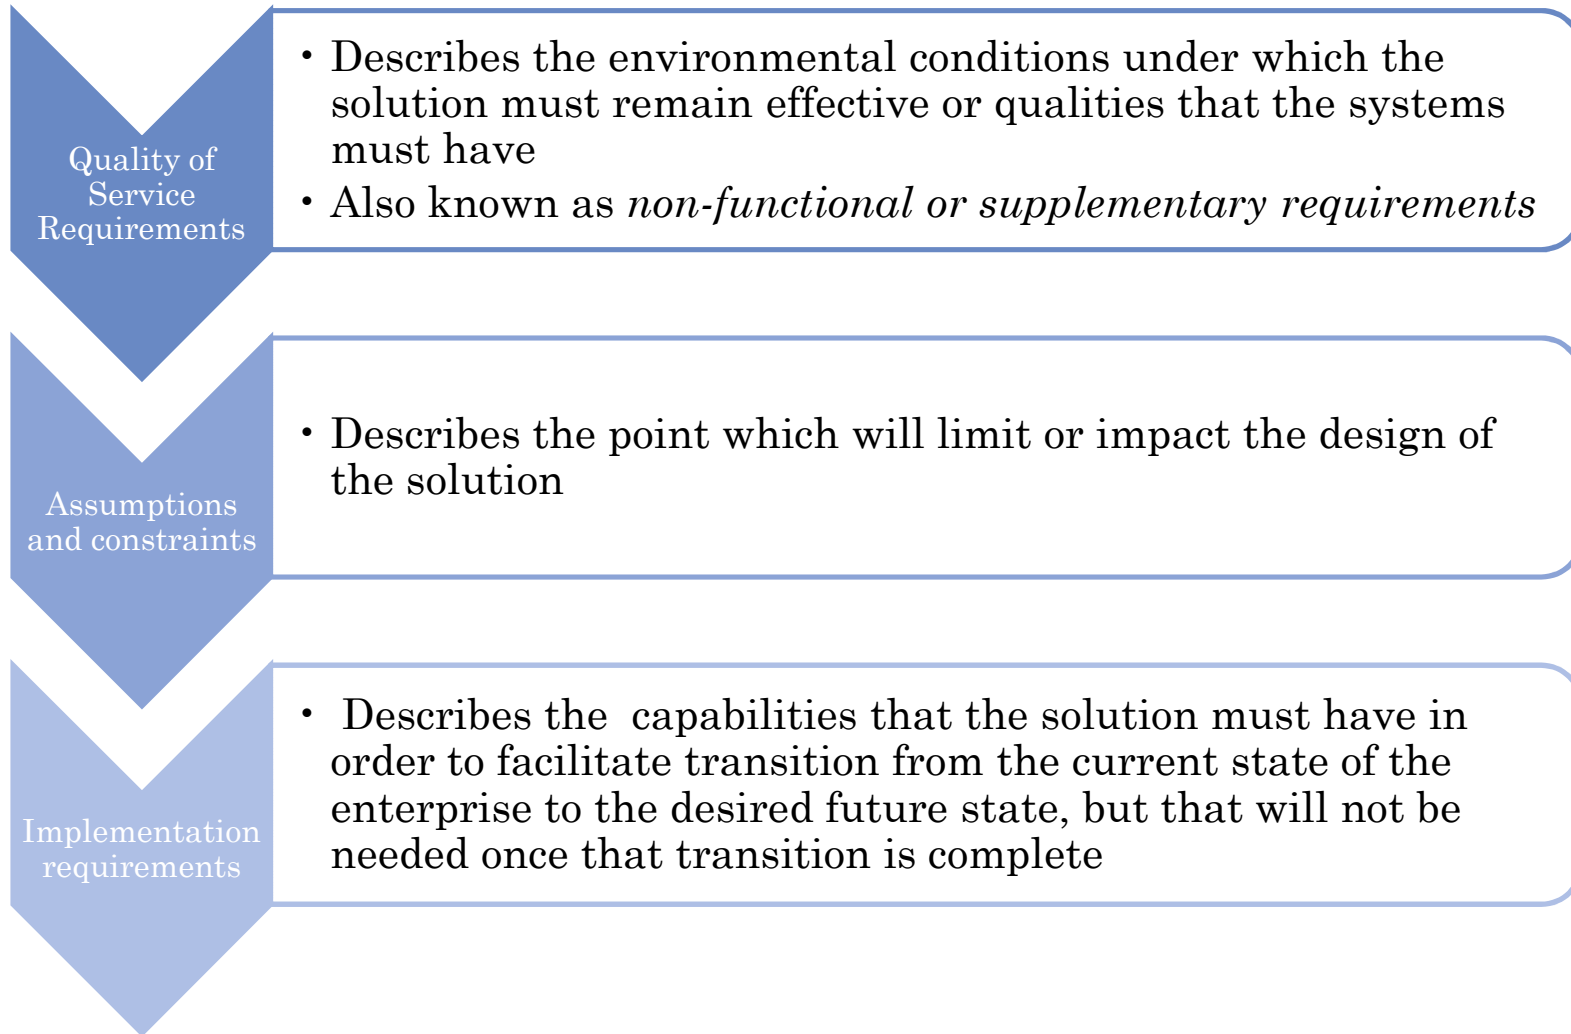 Quality of
Service
Requirements
• Describes the environmental conditions under which the
solution must remain effective or qualities that the systems
must have
• Also known as non-functional or supplementary requirements
Assumptions
and constraints
• Describes the point which will limit or impact the design of
the solution
Implementation
requirements
• Describes the  capabilities that the solution must have in
order to facilitate transition from the current state of the
enterprise to the desired future state, but that will not be
needed once that transition is complete